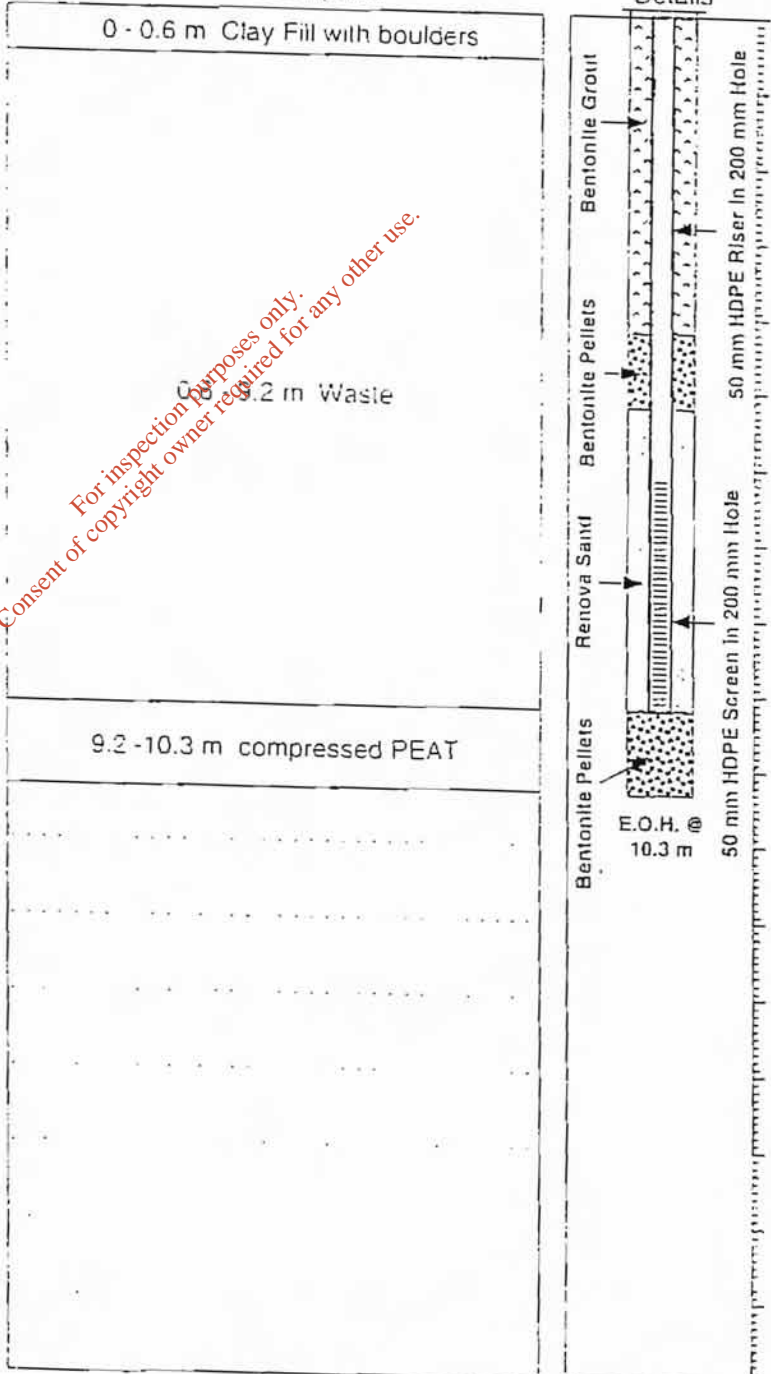 Details
0 - 0.6 m Clay Fill with boulders
0.6 - 9.2 m Waste
9.2 -10.3 m compressed PEAT
Bentonite Grout
Bentonite Pellets
Renova Sand
Bentonite Pellets
50 mm HDPE Riser In 200 mm Hole
50 mm HDPE Screen In 200 mm Hole
E.O.H. @
10.3 m
For inspection purposes only.
Consent of copyright owner required for any other use.